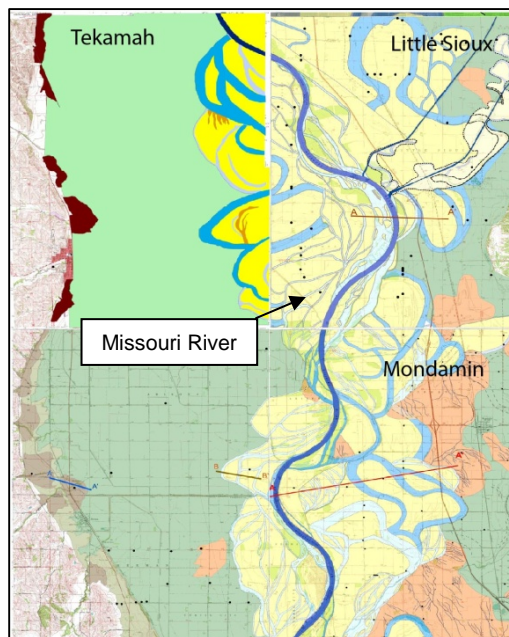 Tekamah
Little Sioux
A A'
Missouri River
Mondamin
A'
B B'
A A'
A